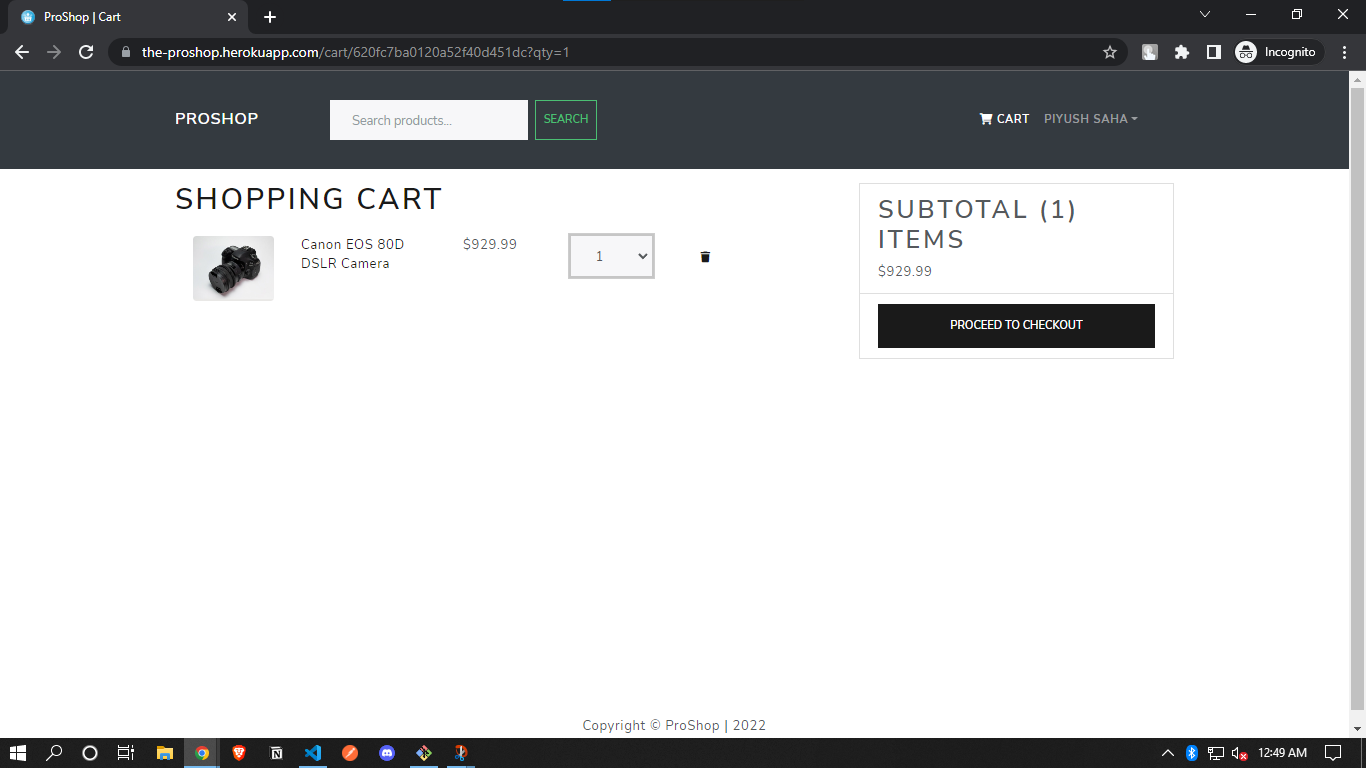 ProShop | Cart
the-proshop.herokuapp.com/cart/620fc7ba0120a52f40d451dc?qty=1
Incognito
PROSHOP
Search products...
SEARCH
CART
PIYUSH SAHA
SHOPPING CART
Canon EOS 80D
DSLR Camera
$929.99
1
SUBTOTAL (1)
ITEMS
$929.99
PROCEED TO CHECKOUT
Copyright © ProShop | 2022
12:49 AM